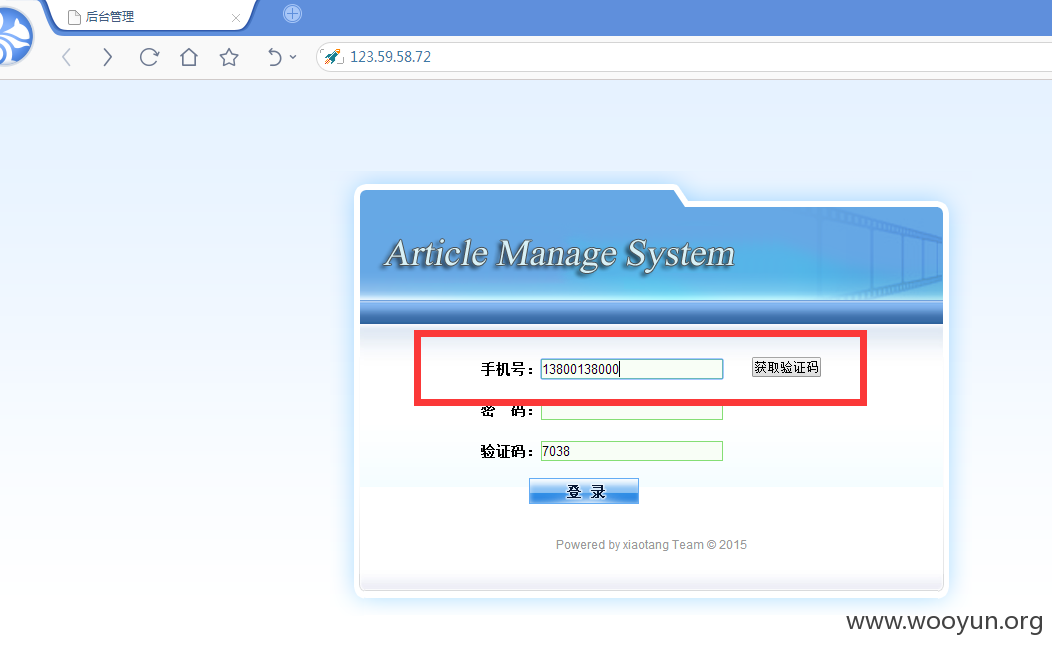 后台管理
123.59.58.72
Article Manage System
手机号：13800138000 获取验证码
密 码：
验证码：7038
登 录
Powered by xiaotang Team © 2015
www.wooyun.org